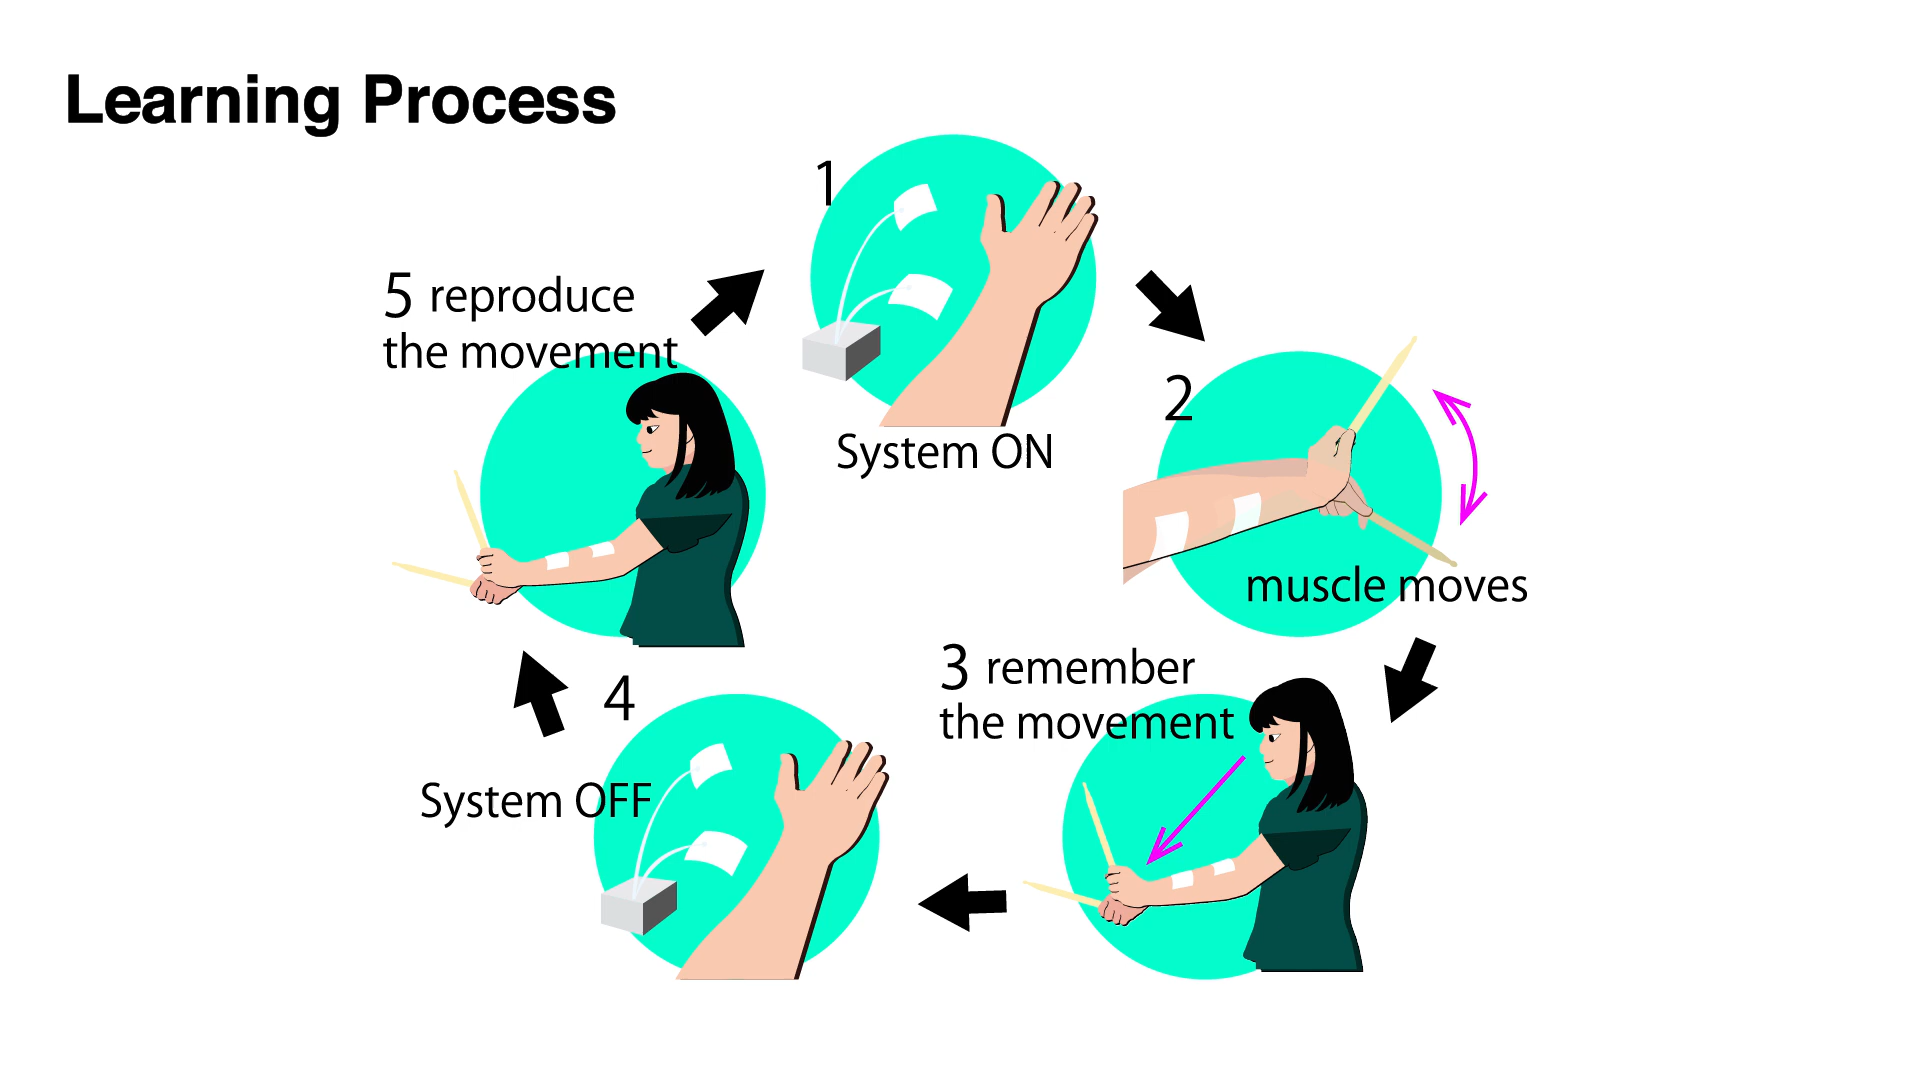 Learning Process
1
System ON
2
muscle moves
3 remember
the movement
4
System OFF
5 reproduce
the movement